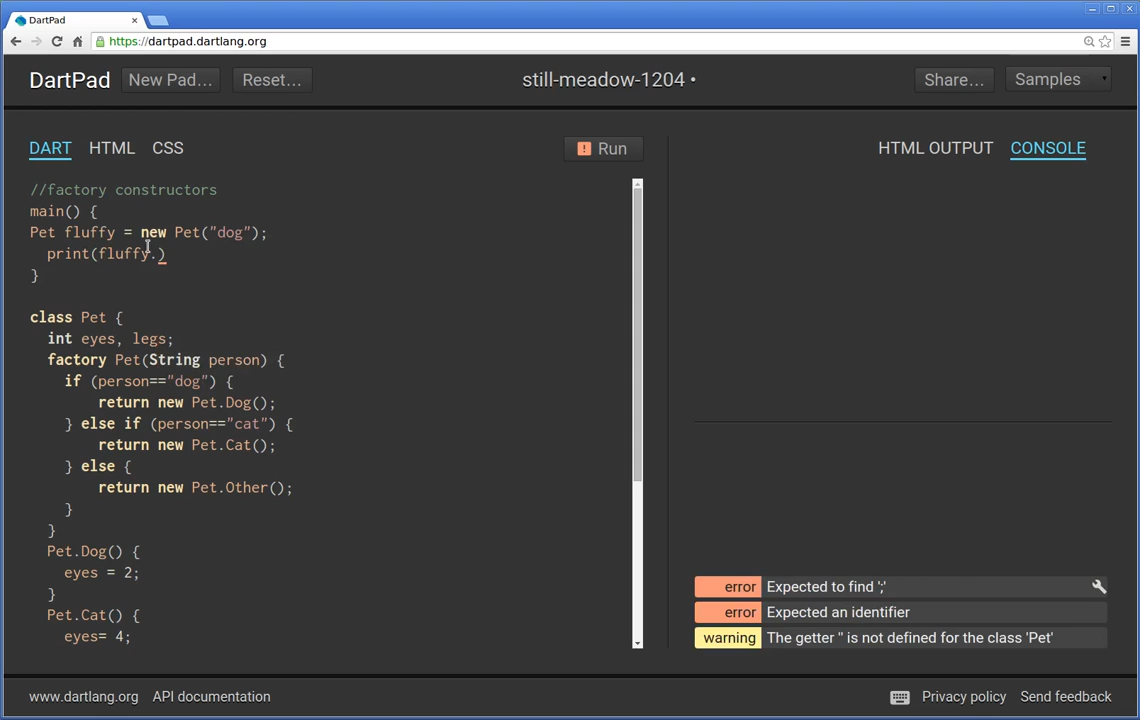 DartPad
https://dartpad.dartlang.org
DartPad New Pad... Reset... still-meadow-1204 • Share... Samples
DART HTML CSS ! Run HTML OUTPUT CONSOLE
//factory constructors
main() {
Pet fluffy = new Pet("dog");
  print(fluffy.)
}

class Pet {
  int eyes, legs;
  factory Pet(String person) {
    if (person=="dog") {
        return new Pet.Dog();
    } else if (person=="cat") {
        return new Pet.Cat();
    } else {
        return new Pet.Other();
    }
  }
  Pet.Dog() {
    eyes = 2;
  }
  Pet.Cat() {
    eyes= 4;
error Expected to find ';'
error Expected an identifier
warning The getter '' is not defined for the class 'Pet'
www.dartlang.org API documentation Privacy policy Send feedback